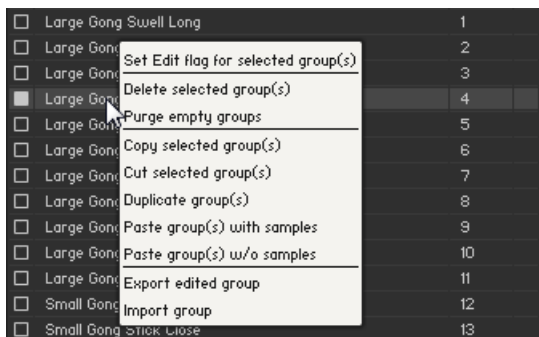 Large Gong Swell Long 1
Large Gong 2
Set Edit flag for selected group(s)
Large Gong 3
Delete selected group(s)
Large Gong 4
Purge empty groups
Large Gong 5
Copy selected group(s)
Large Gong 6
Cut selected group(s)
Large Gong 7
Duplicate group(s)
Large Gong 8
Paste group(s) with samples
Large Gong 9
Paste group(s) w/o samples
Large Gong 10
Export edited group
Large Gong 11
Import group
Small Gong 12
Small Gong Stick Close 13